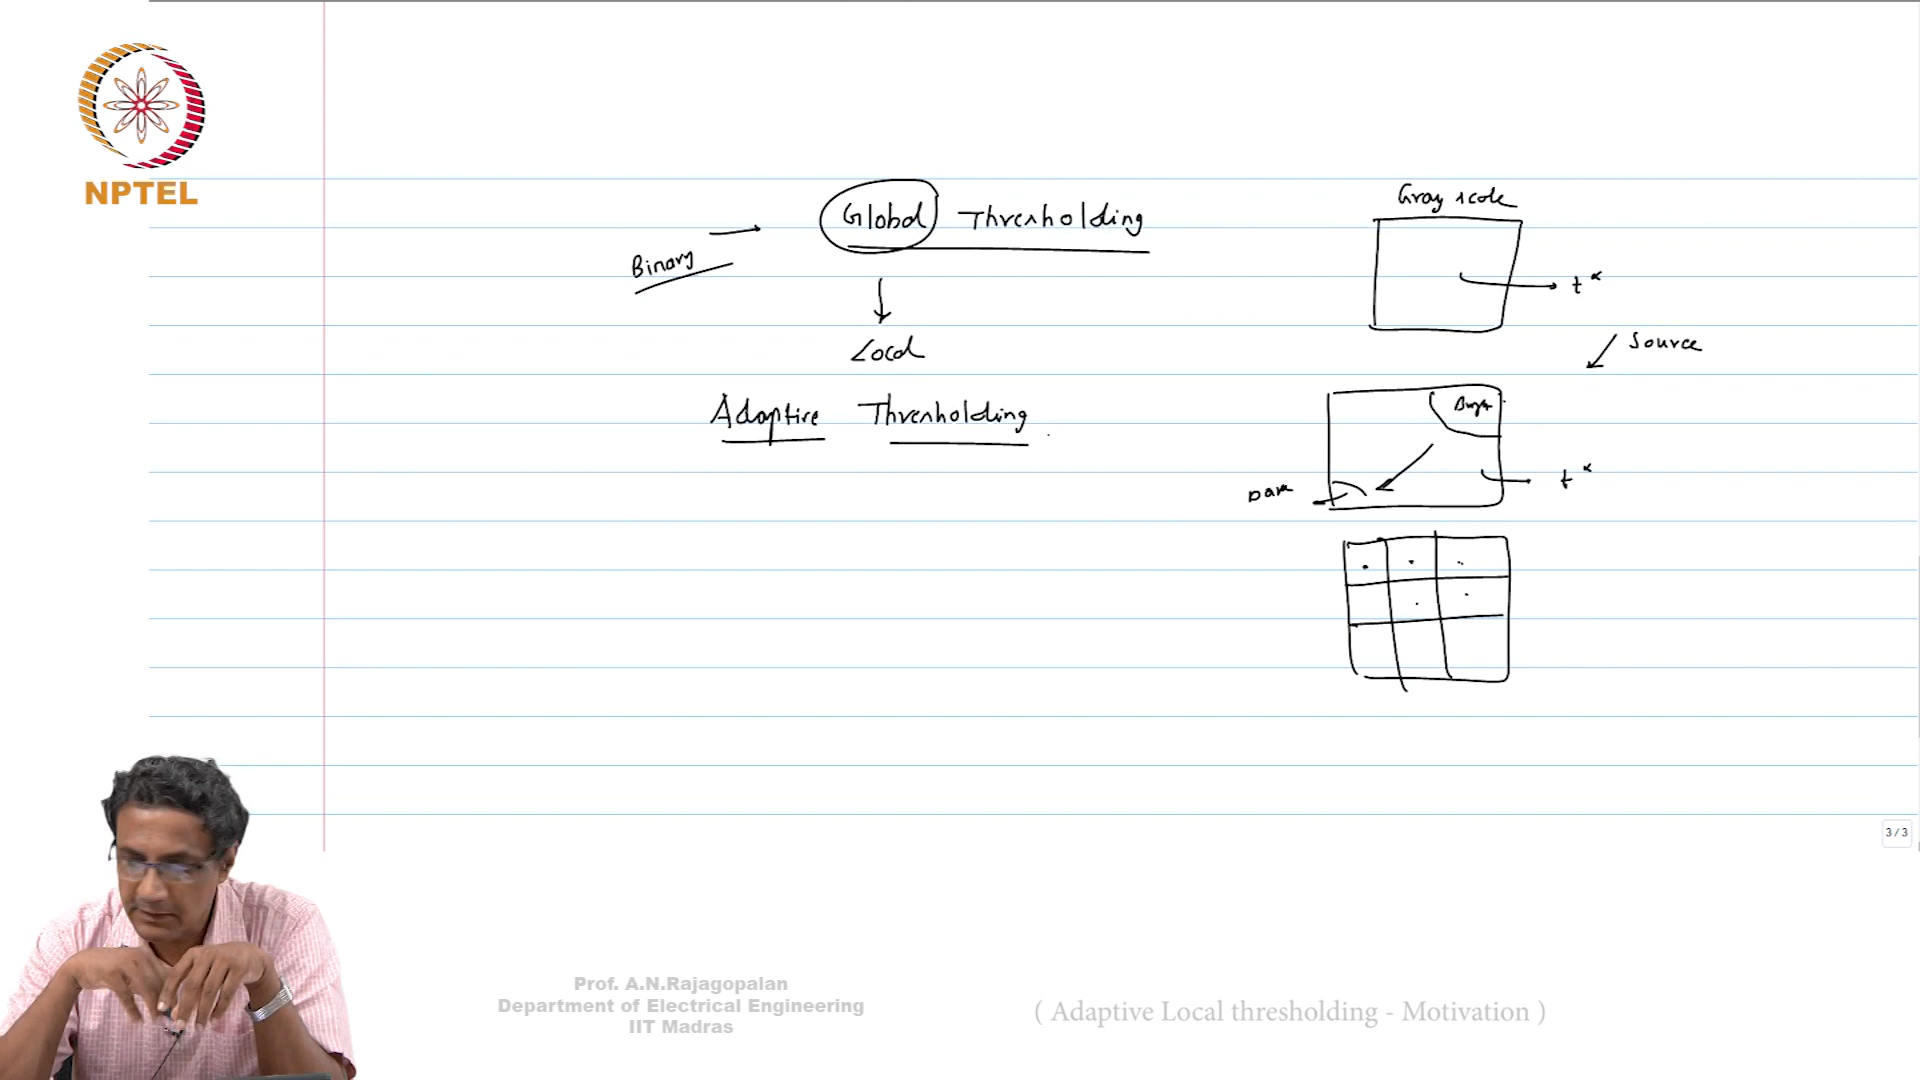 NPTEL
Global Thresholding
Binary
Local
Adaptive Thresholding
Gray scale
t*
Source
Bright
Dark
t*
3 / 3
Prof. A.N.Rajagopalan
Department of Electrical Engineering
IIT Madras
( Adaptive Local thresholding - Motivation )